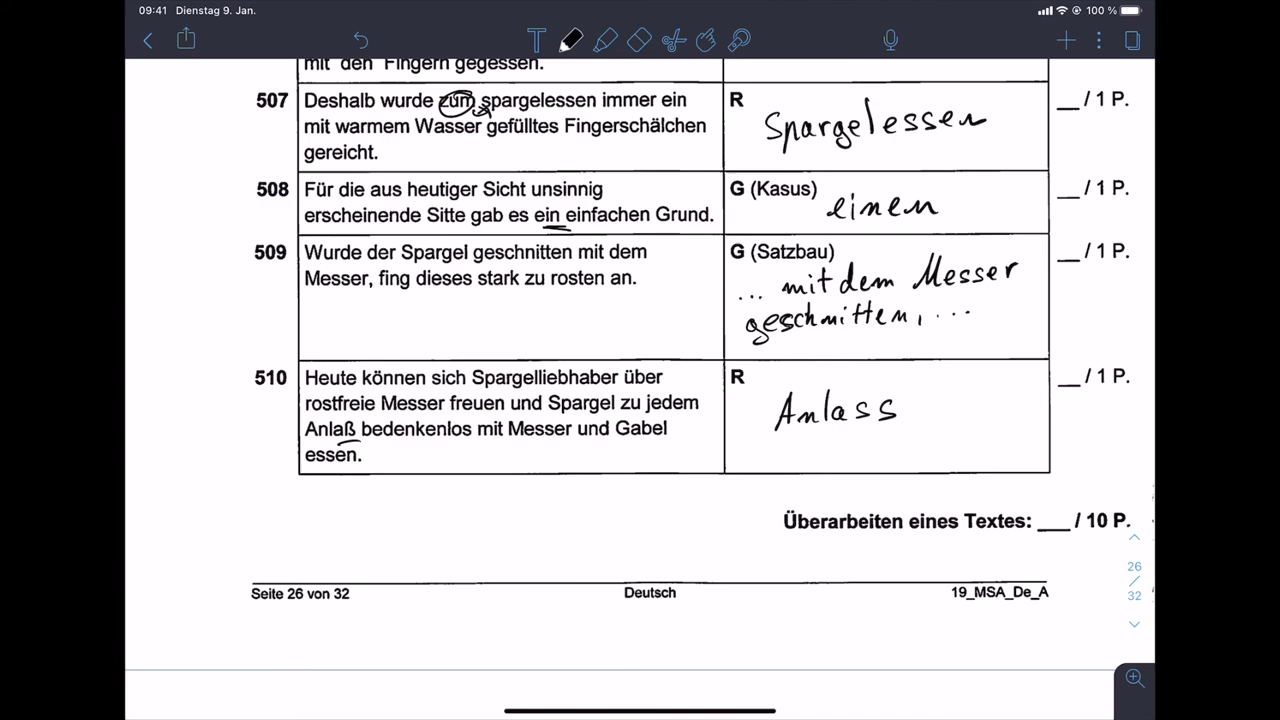 09:41 Dienstag 9. Jan.
100 %
mit den Fingern gegessen.
507 Deshalb wurde zum spargelessen immer ein R Spargelessen __ / 1 P.
mit warmem Wasser gefülltes Fingerschälchen
gereicht.
508 Für die aus heutiger Sicht unsinnig G (Kasus) einen __ / 1 P.
erscheinende Sitte gab es ein einfachen Grund.
509 Wurde der Spargel geschnitten mit dem G (Satzbau) __ / 1 P.
Messer, fing dieses stark zu rosten an. ... mit dem Messer
geschnitten, ...
510 Heute können sich Spargelliebhaber über R __ / 1 P.
rostfreie Messer freuen und Spargel zu jedem Anlass
Anlaß bedenkenlos mit Messer und Gabel
essen.
Überarbeiten eines Textes: ___ / 10 P.
Seite 26 von 32 Deutsch 19_MSA_De_A
26
/
32